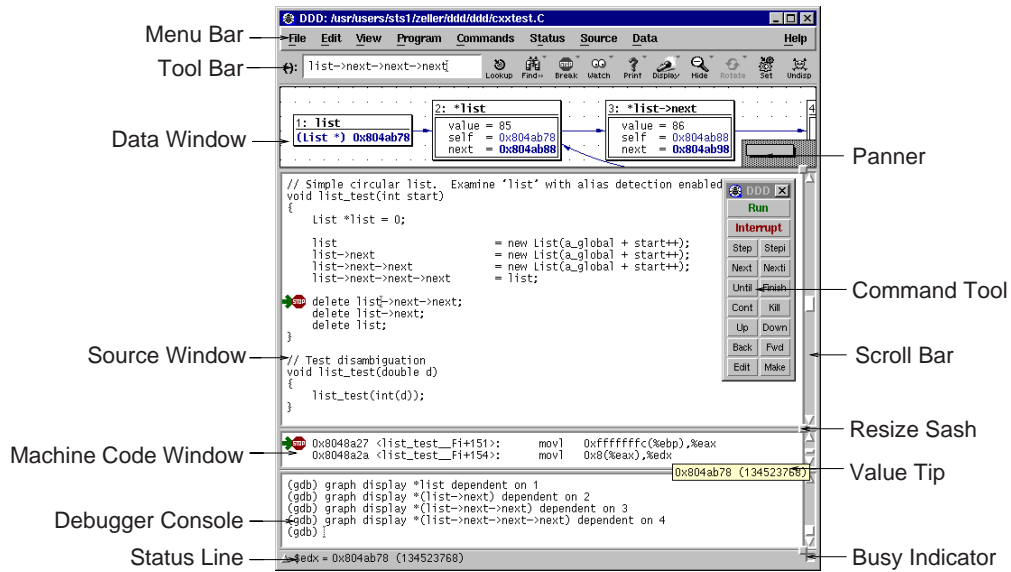 DDD: /usr/users/sts1/zeller/ddd/ddd/cxxtest.C
Menu Bar
File Edit View Program Commands Status Source Data Help
Tool Bar
(): list->next->next->next
Lookup Find>> Break Watch Print Display Hide Rotate Set Undisp
Data Window
1: list
(List *) 0x804ab78
2: *list
value = 85
self = 0x804ab78
next = 0x804ab88
3: *list->next
value = 86
self = 0x804ab88
next = 0x804ab98
4
Panner
// Simple circular list. Examine `list' with alias detection enabled
void list_test(int start)
{
List *list = 0;
list = new List(a_global + start++);
list->next = new List(a_global + start++);
list->next->next = new List(a_global + start++);
list->next->next->next = list;
delete list->next->next;
delete list->next;
delete list;
}
// Test disambiguation
void list_test(double d)
{
list_test(int(d));
}
STOP
DDD
Run
Interrupt
Step Stepi
Next Nexti
Until Finish
Cont Kill
Up Down
Back Fwd
Edit Make
Command Tool
Source Window
Scroll Bar
Resize Sash
Machine Code Window
STOP 0x8048a27 <list_test__Fi+151>: movl 0xfffffffc(%ebp),%eax
0x8048a2a <list_test__Fi+154>: movl 0x8(%eax),%edx
0x804ab78 (134523768)
Value Tip
Debugger Console
(gdb) graph display *list dependent on 1
(gdb) graph display *(list->next) dependent on 2
(gdb) graph display *(list->next->next) dependent on 3
(gdb) graph display *(list->next->next->next) dependent on 4
(gdb)
Status Line
$edx = 0x804ab78 (134523768)
Busy Indicator